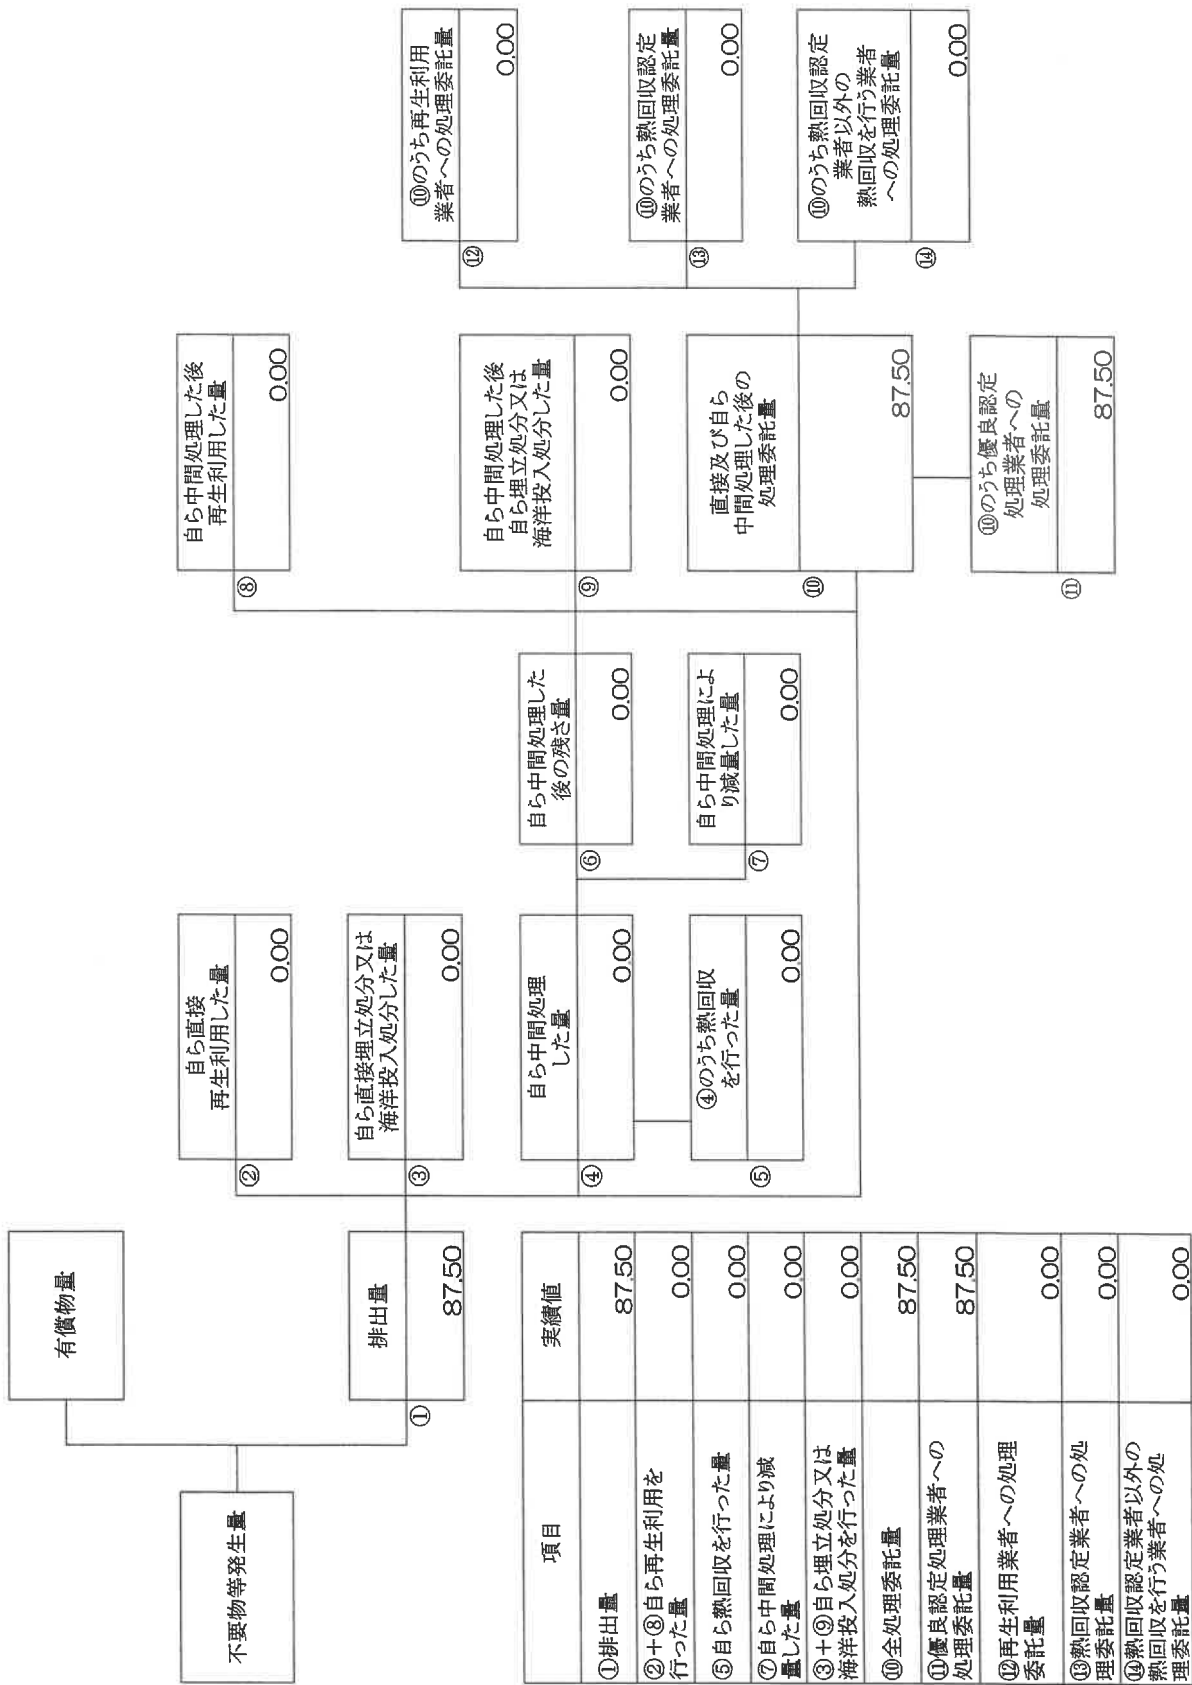 不要物等発生量
有償物量
排出量
①
87.50
自ら直接
再生利用した量
②
0.00
自ら直接埋立処分又は
海洋投入処分した量
③
0.00
自ら中間処理
した量
④
0.00
④のうち熱回収
を行った量
⑤
0.00
自ら中間処理した
後の残さ量
⑥
0.00
自ら中間処理によ
り減量した量
⑦
0.00
自ら中間処理した後
再生利用した量
⑧
0.00
自ら中間処理した後
自ら埋立処分又は
海洋投入処分した量
⑨
0.00
直接及び自ら
中間処理した後の
処理委託量
⑩
87.50
⑩のうち優良認定
処理業者への
処理委託量
⑪
87.50
⑩のうち再生利用
業者への処理委託量
⑫
0.00
⑩のうち熱回収認定
業者への処理委託量
⑬
0.00
⑩のうち熱回収認定
業者以外の
熱回収を行う業者
への処理委託量
⑭
0.00
項目 実績値
①排出量 87.50
②+⑧自ら再生利用を
行った量 0.00
⑤自ら熱回収を行った量 0.00
⑦自ら中間処理により減
量した量 0.00
③+⑨自ら埋立処分又は
海洋投入処分を行った量 0.00
⑩全処理委託量 87.50
⑪優良認定処理業者への
処理委託量 87.50
⑫再生利用業者への処理
委託量 0.00
⑬熱回収認定業者への処
理委託量 0.00
⑭熱回収認定業者以外の
熱回収を行う業者への処
理委託量 0.00